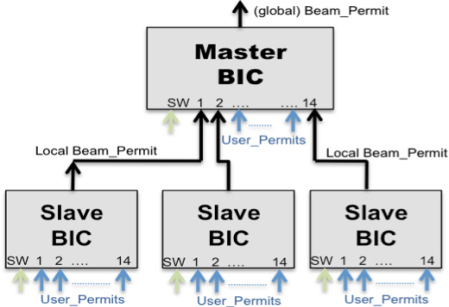 (global) Beam_Permit
Master
BIC
SW 1 2 .... .... 14
User_Permits
Local Beam_Permit
Local Beam_Permit
Slave
BIC
SW 1 2 .... 14
User_Permits
Slave
BIC
SW 1 2 .... 14
User_Permits
Slave
BIC
SW 1 2 .... 14
User_Permits